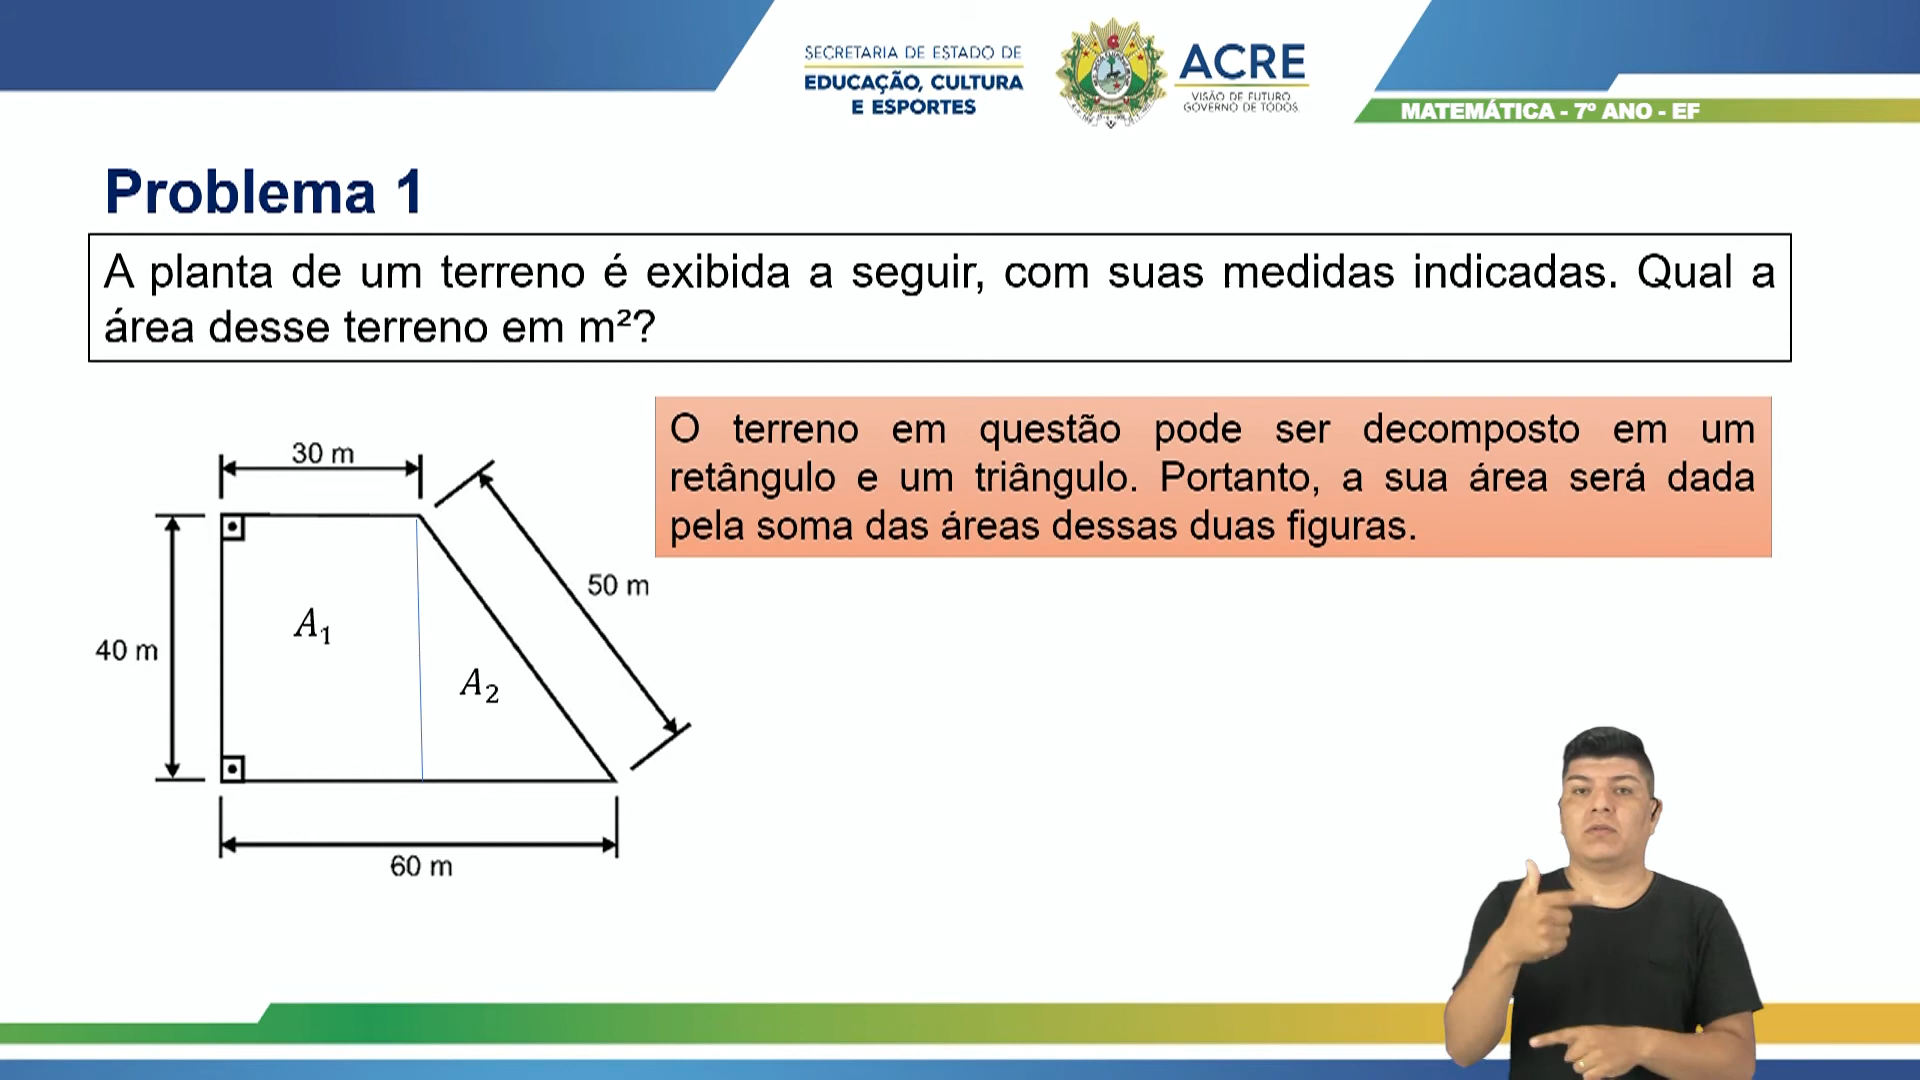 SECRETARIA DE ESTADO DE
EDUCAÇÃO, CULTURA
E ESPORTES
ACRE
VISÃO DE FUTURO
GOVERNO DE TODOS
MATEMÁTICA - 7º ANO - EF
Problema 1
A planta de um terreno é exibida a seguir, com suas medidas indicadas. Qual a
área desse terreno em m²?
O terreno em questão pode ser decomposto em um
retângulo e um triângulo. Portanto, a sua área será dada
pela soma das áreas dessas duas figuras.
30 m
50 m
A₁
40 m
A₂
60 m